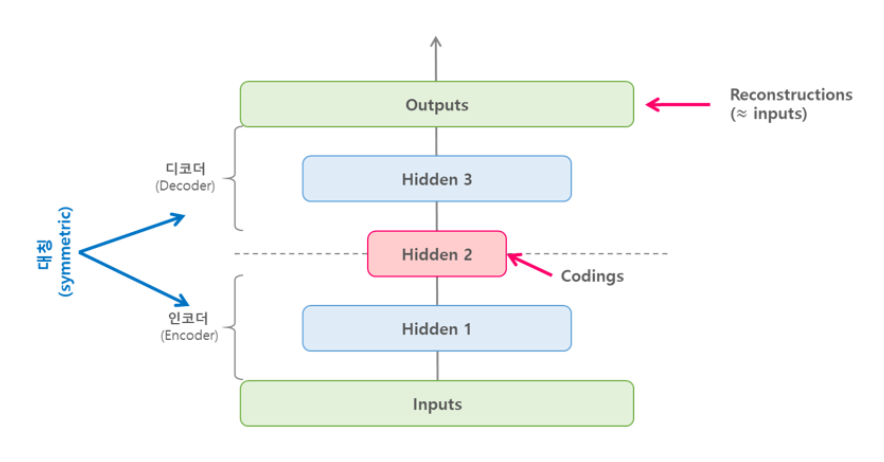 Outputs
Reconstructions
(≈ inputs)
디코더
(Decoder)
Hidden 3
대칭
(symmetric)
Hidden 2
Codings
인코더
(Encoder)
Hidden 1
Inputs